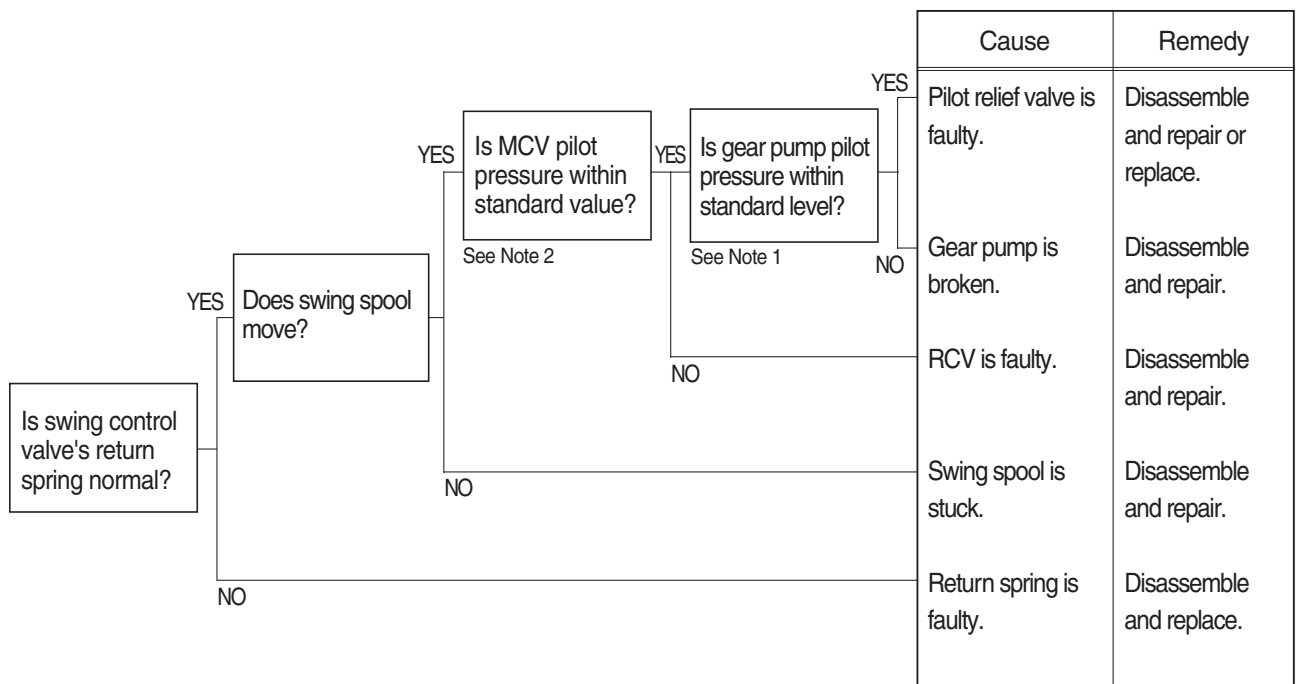 Cause
Remedy
YES
Pilot relief valve is
faulty.
Disassemble
and repair or
replace.
YES
Is MCV pilot
pressure within
standard value?
See Note 2
YES
Is gear pump pilot
pressure within
standard level?
See Note 1
NO
Gear pump is
broken.
Disassemble
and repair.
YES
Does swing spool
move?
NO
RCV is faulty.
Disassemble
and repair.
Is swing control
valve's return
spring normal?
NO
Swing spool is
stuck.
Disassemble
and repair.
NO
Return spring is
faulty.
Disassemble
and replace.